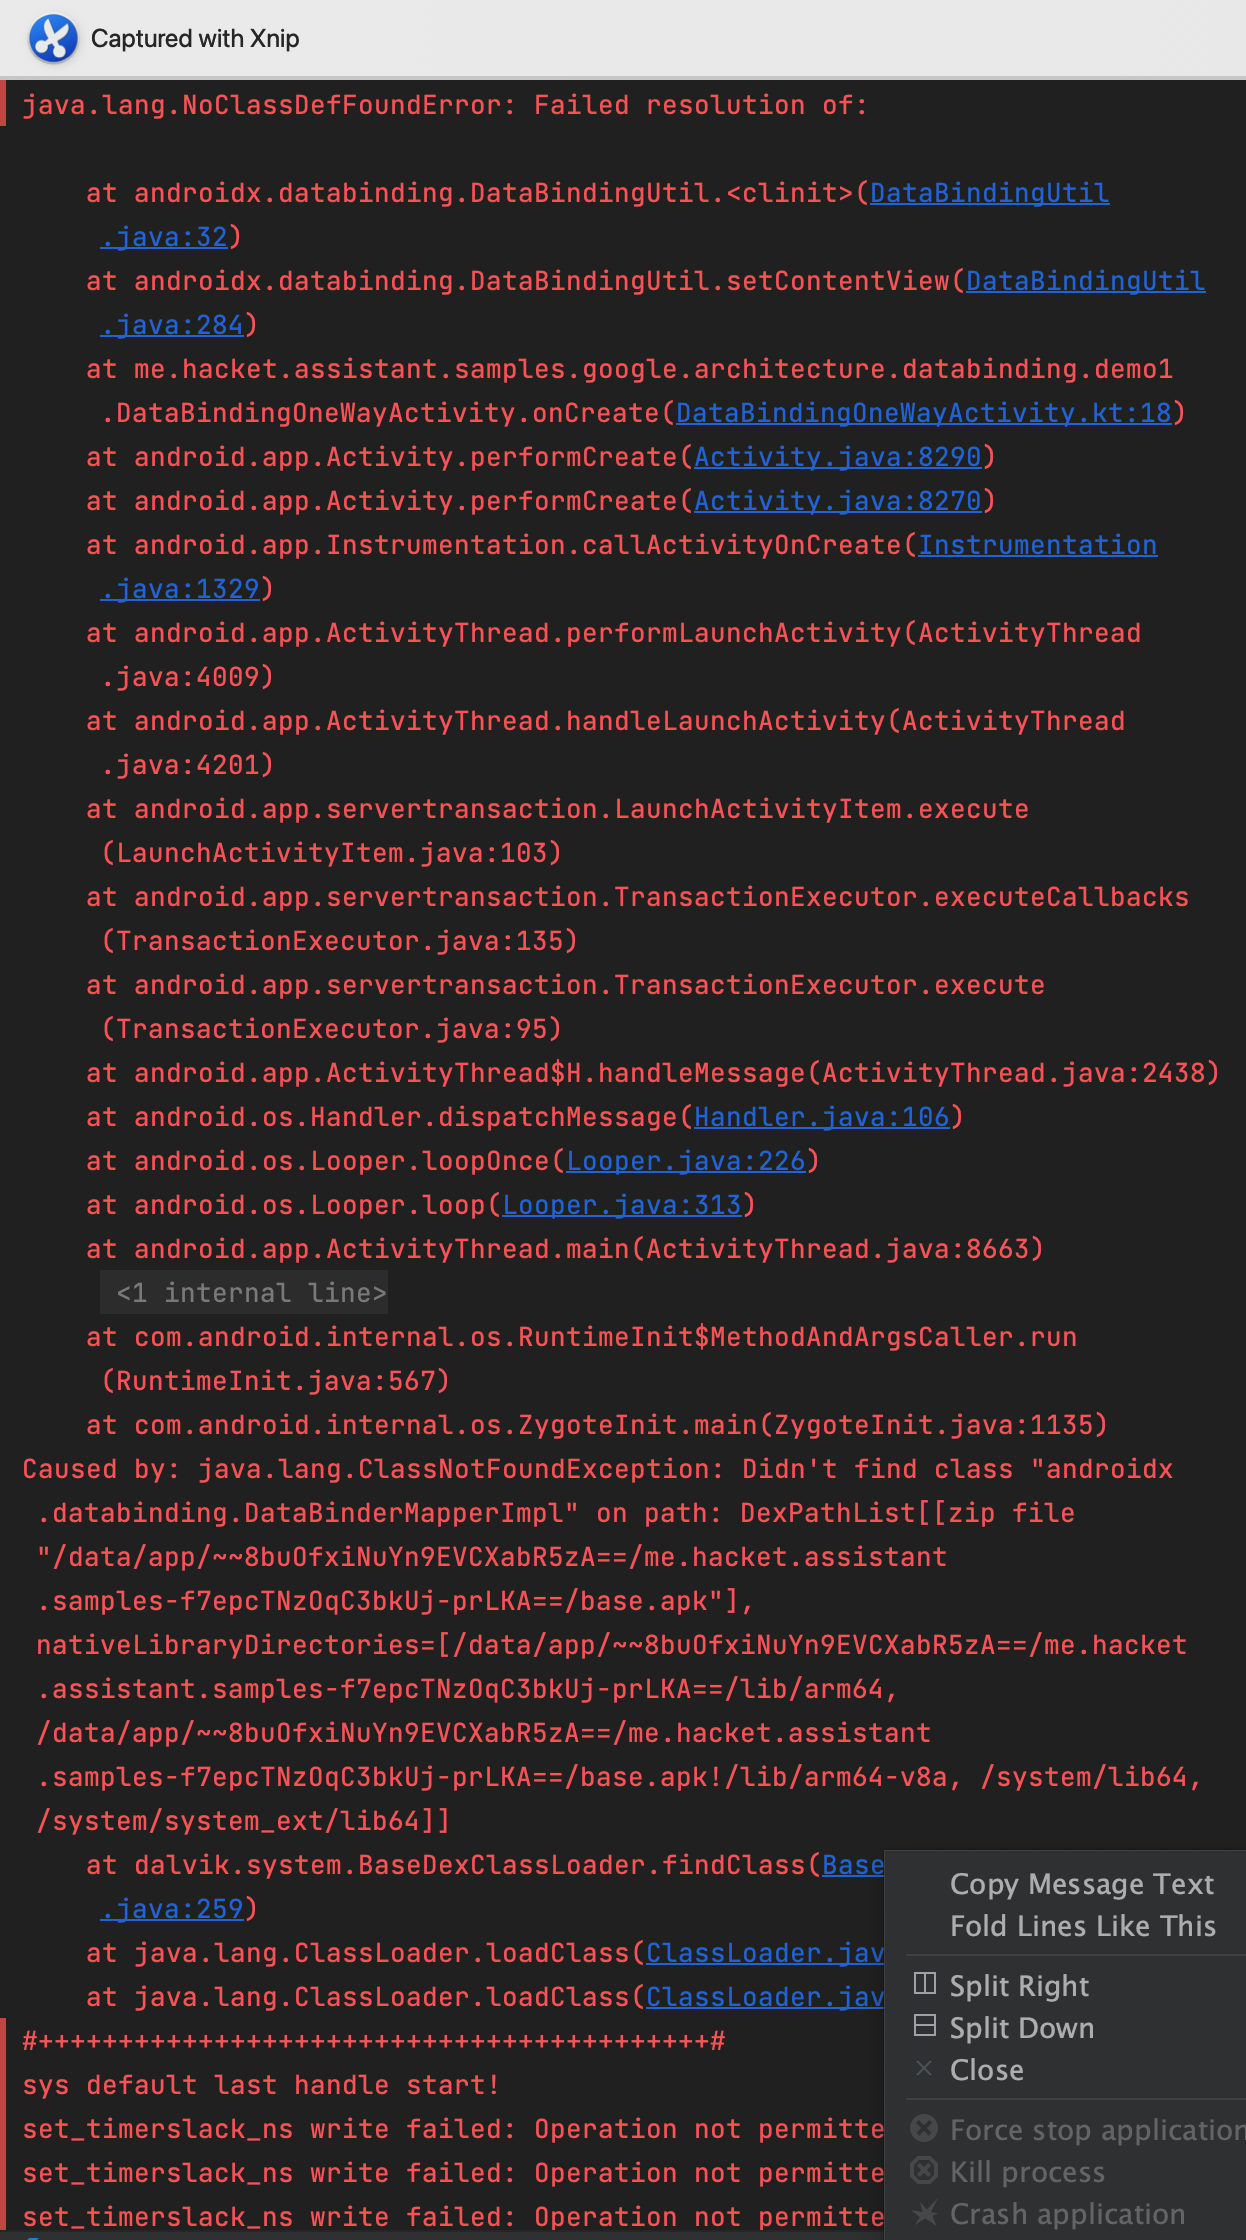 Captured with Xnip
java.lang.NoClassDefFoundError: Failed resolution of:
at androidx.databinding.DataBindingUtil.<clinit>(DataBindingUtil
.java:32)
at androidx.databinding.DataBindingUtil.setContentView(DataBindingUtil
.java:284)
at me.hacket.assistant.samples.google.architecture.databinding.demo1
.DataBindingOneWayActivity.onCreate(DataBindingOneWayActivity.kt:18)
at android.app.Activity.performCreate(Activity.java:8290)
at android.app.Activity.performCreate(Activity.java:8270)
at android.app.Instrumentation.callActivityOnCreate(Instrumentation
.java:1329)
at android.app.ActivityThread.performLaunchActivity(ActivityThread
.java:4009)
at android.app.ActivityThread.handleLaunchActivity(ActivityThread
.java:4201)
at android.app.servertransaction.LaunchActivityItem.execute
(LaunchActivityItem.java:103)
at android.app.servertransaction.TransactionExecutor.executeCallbacks
(TransactionExecutor.java:135)
at android.app.servertransaction.TransactionExecutor.execute
(TransactionExecutor.java:95)
at android.app.ActivityThread$H.handleMessage(ActivityThread.java:2438)
at android.os.Handler.dispatchMessage(Handler.java:106)
at android.os.Looper.loopOnce(Looper.java:226)
at android.os.Looper.loop(Looper.java:313)
at android.app.ActivityThread.main(ActivityThread.java:8663)
<1 internal line>
at com.android.internal.os.RuntimeInit$MethodAndArgsCaller.run
(RuntimeInit.java:567)
at com.android.internal.os.ZygoteInit.main(ZygoteInit.java:1135)
Caused by: java.lang.ClassNotFoundException: Didn't find class "androidx
.databinding.DataBinderMapperImpl" on path: DexPathList[[zip file
"/data/app/~~8buOfxiNuYn9EVCXabR5zA==/me.hacket.assistant
.samples-f7epcTNzOqC3bkUj-prLKA==/base.apk"],
nativeLibraryDirectories=[/data/app/~~8buOfxiNuYn9EVCXabR5zA==/me.hacket
.assistant.samples-f7epcTNzOqC3bkUj-prLKA==/lib/arm64,
/data/app/~~8buOfxiNuYn9EVCXabR5zA==/me.hacket.assistant
.samples-f7epcTNzOqC3bkUj-prLKA==/base.apk!/lib/arm64-v8a, /system/lib64,
/system/system_ext/lib64]]
at dalvik.system.BaseDexClassLoader.findClass(Base
.java:259)
at java.lang.ClassLoader.loadClass(ClassLoader.jav
at java.lang.ClassLoader.loadClass(ClassLoader.jav
#++++++++++++++++++++++++++++++++++++++++++#
sys default last handle start!
set_timerslack_ns write failed: Operation not permitte
set_timerslack_ns write failed: Operation not permitte
set_timerslack_ns write failed: Operation not permitte
Copy Message Text
Fold Lines Like This
Split Right
Split Down
Close
Force stop application
Kill process
Crash application